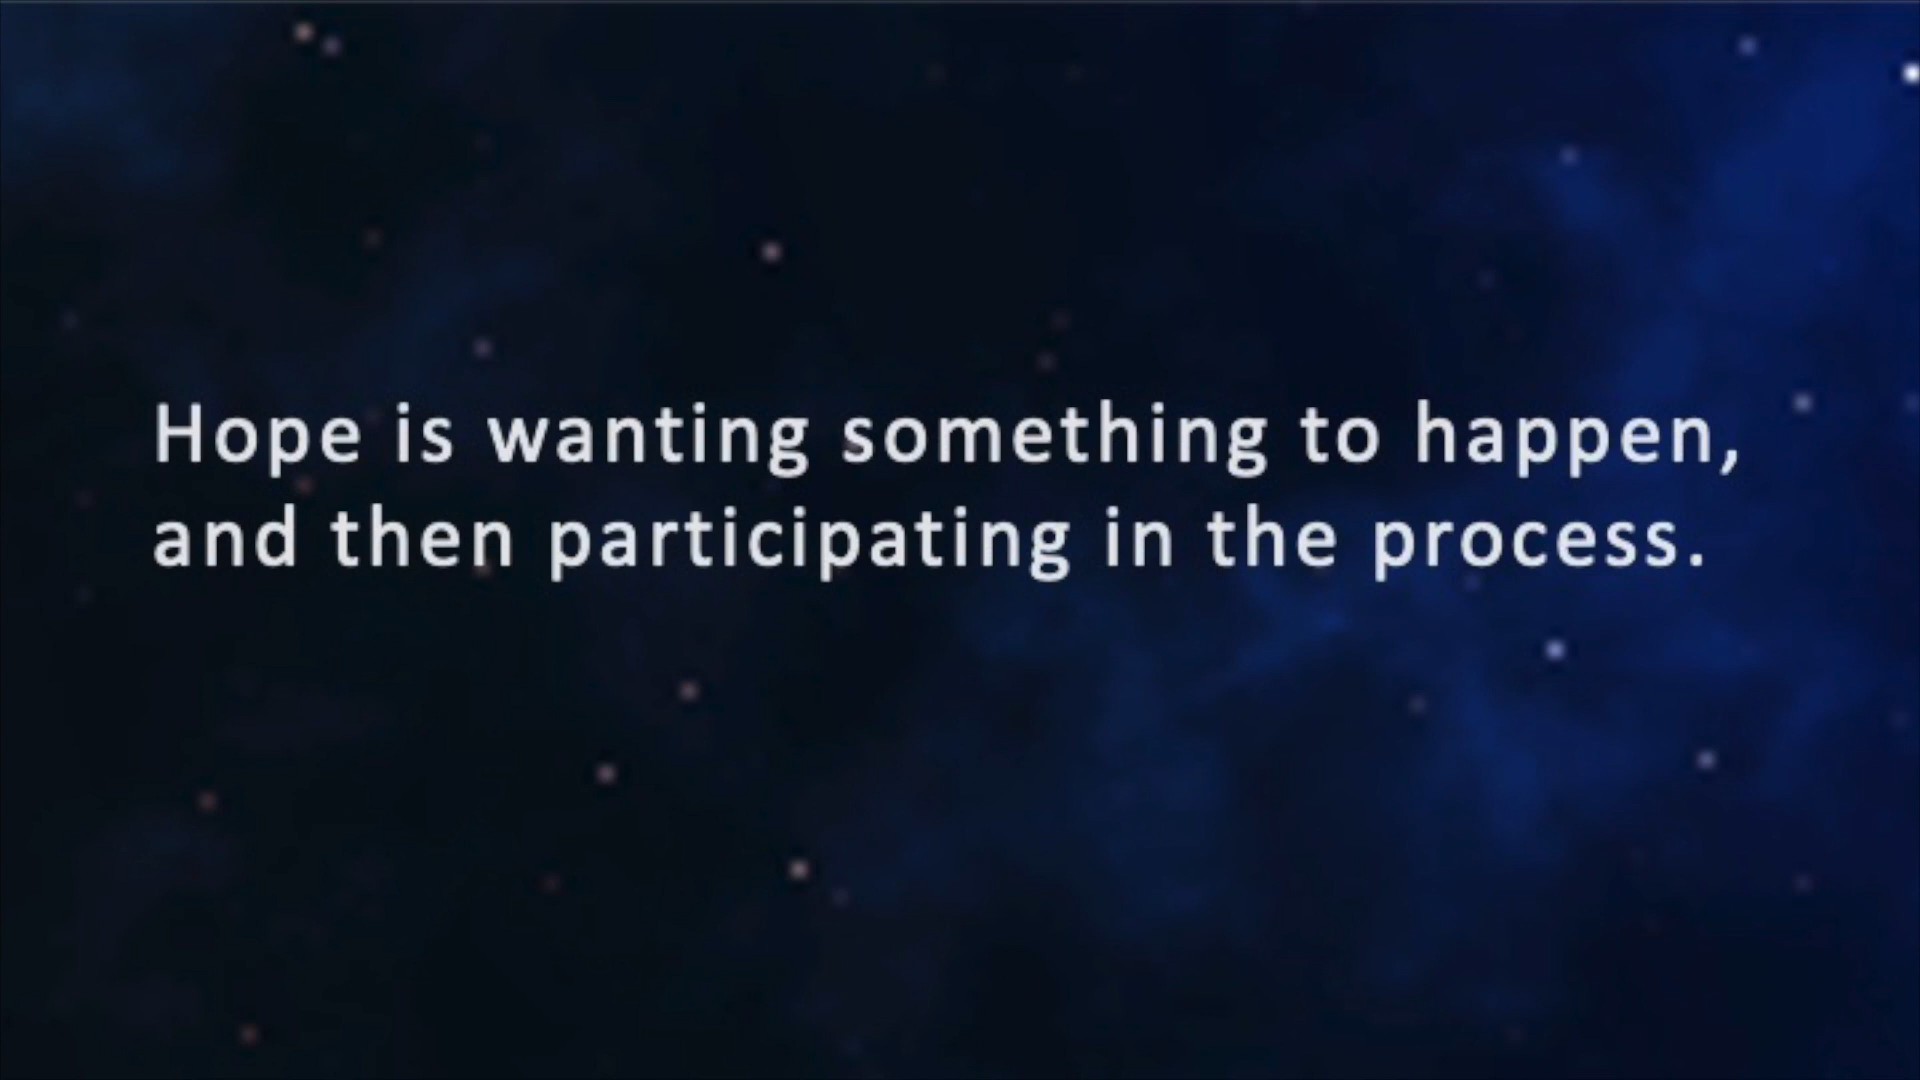 Hope is wanting something to happen,
and then participating in the process.